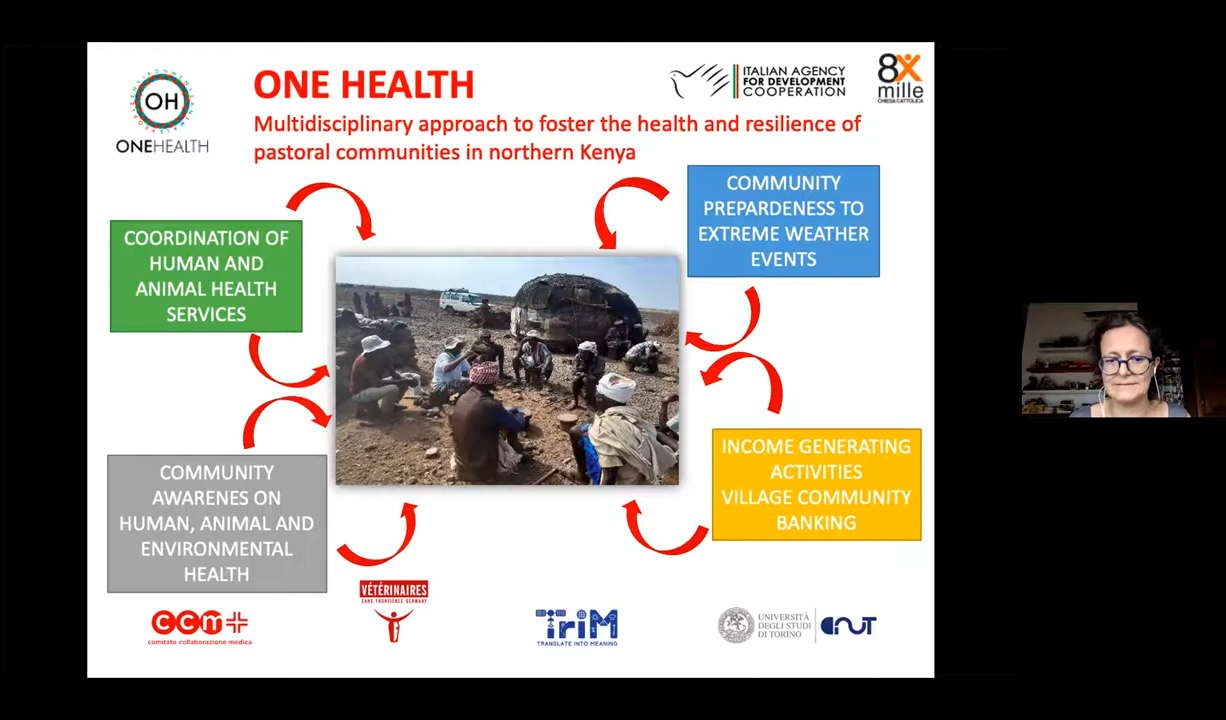 OH
ONEHEALTH
ONE HEALTH
Multidisciplinary approach to foster the health and resilience of
pastoral communities in northern Kenya
ITALIAN AGENCY
FOR DEVELOPMENT
COOPERATION
8X
mille
CHIESA CATTOLICA
COORDINATION OF
HUMAN AND
ANIMAL HEALTH
SERVICES
COMMUNITY
PREPARDENESS TO
EXTREME WEATHER
EVENTS
COMMUNITY
AWARENES ON
HUMAN, ANIMAL AND
ENVIRONMENTAL
HEALTH
INCOME GENERATING
ACTIVITIES
VILLAGE COMMUNITY
BANKING
ccm
comitato collaborazione medica
VÉTÉRINAIRES
SANS FRONTIÈRES GERMANY
TriM
TRANSLATE INTO MEANING
UNIVERSITÀ
DEGLI STUDI
DI TORINO